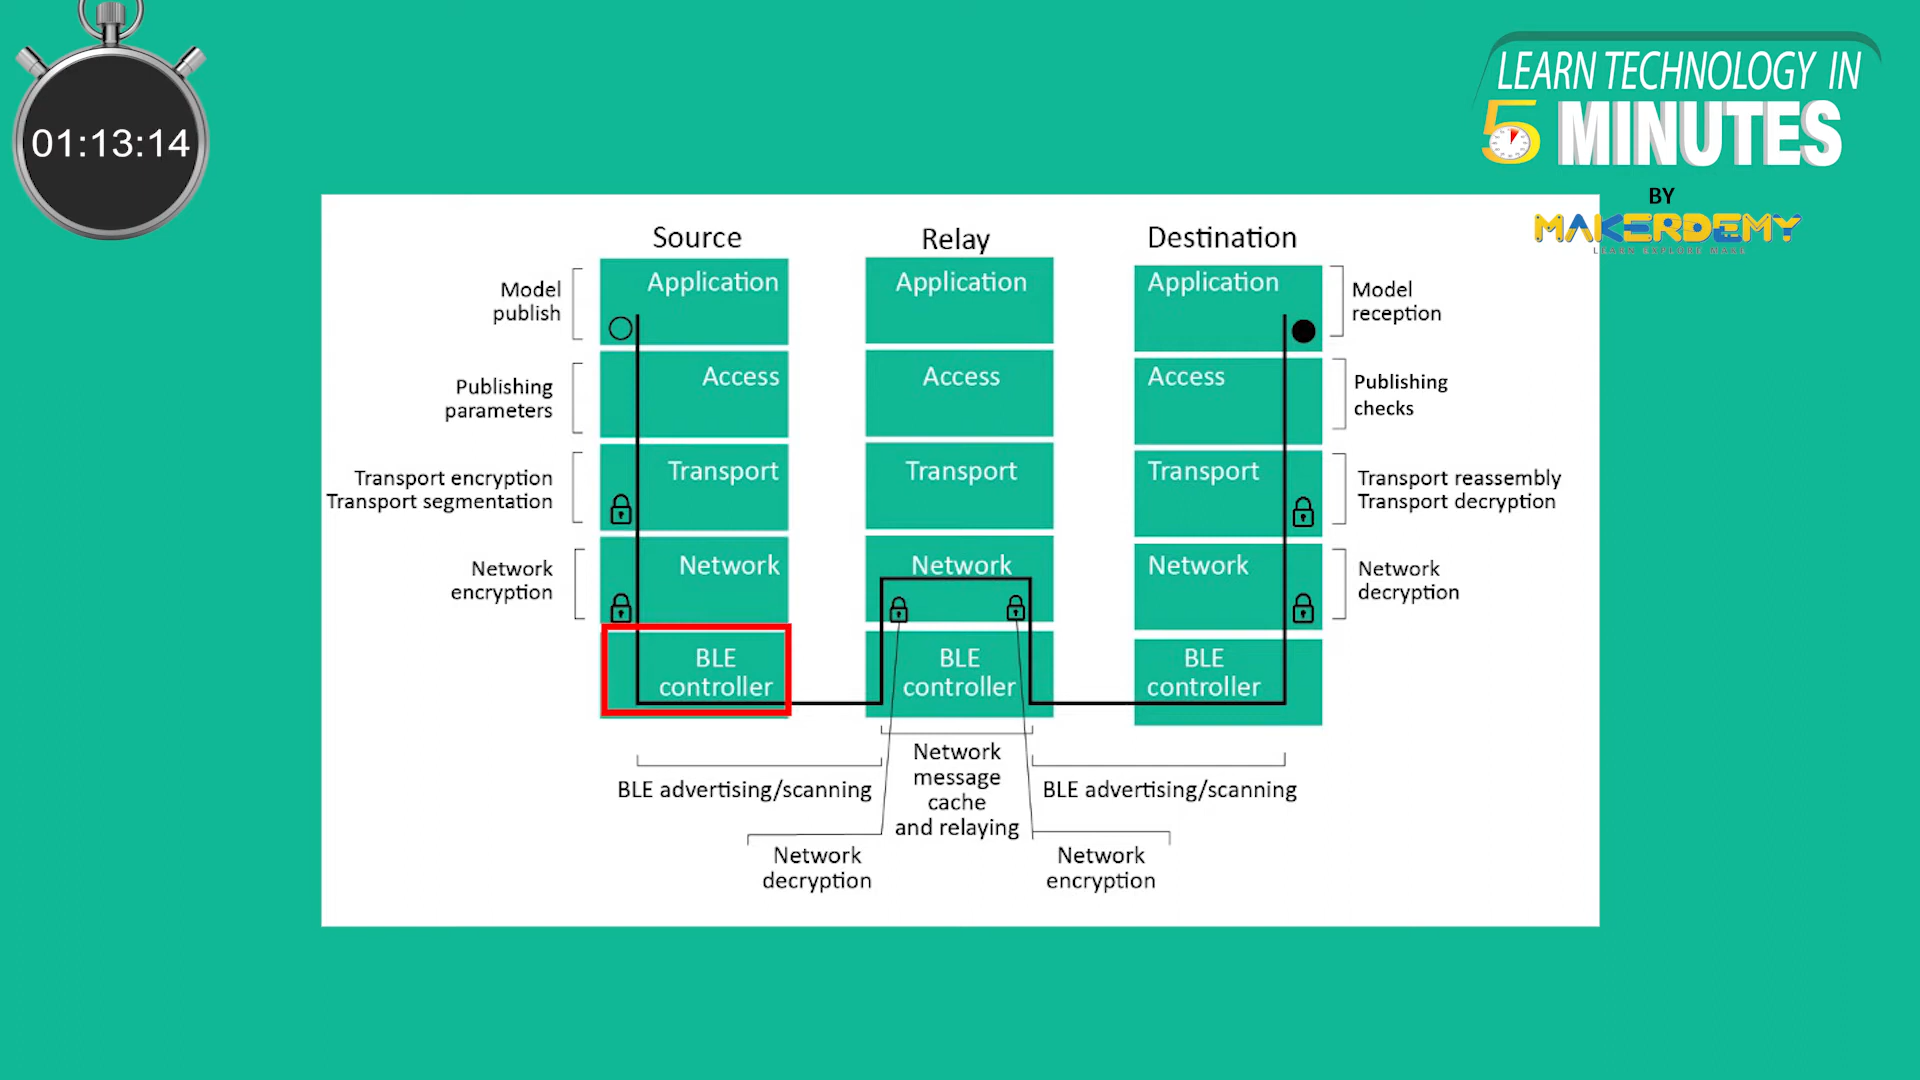 01:13:14
LEARN TECHNOLOGY IN
5 MINUTES
BY
MAKERDEMY
LEARN EXPLORE MAKE
Source
Relay
Destination
Model
publish
Application
Application
Application
Model
reception
Publishing
parameters
Access
Access
Access
Publishing
checks
Transport encryption
Transport segmentation
Transport
Transport
Transport
Transport reassembly
Transport decryption
Network
encryption
Network
Network
Network
Network
decryption
BLE
controller
BLE
controller
BLE
controller
BLE advertising/scanning
Network
message
cache
and relaying
BLE advertising/scanning
Network
decryption
Network
encryption